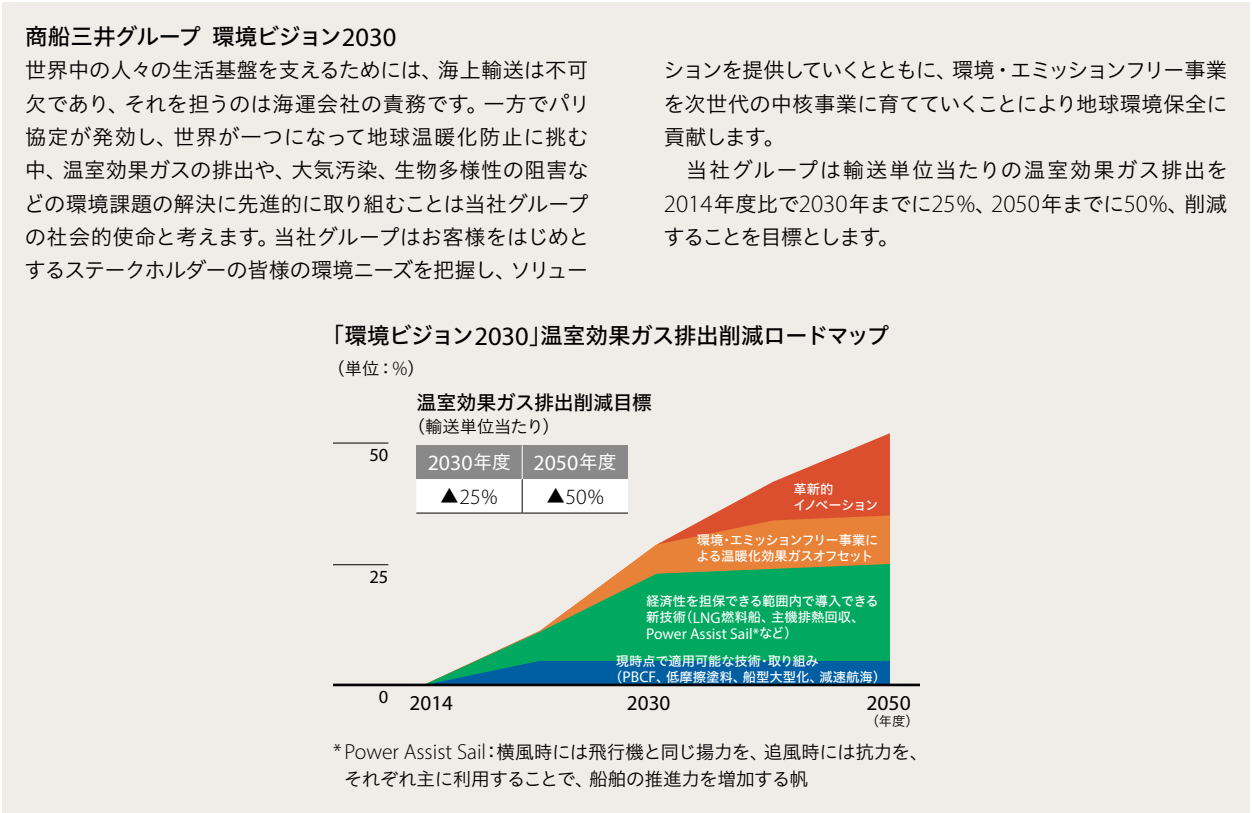 商船三井グループ 環境ビジョン2030
世界中の人々の生活基盤を支えるためには、海上輸送は不可
欠であり、それを担うのは海運会社の責務です。一方でパリ
協定が発効し、世界が一つになって地球温暖化防止に挑む
中、温室効果ガスの排出や、大気汚染、生物多様性の阻害な
どの環境課題の解決に先進的に取り組むことは当社グループ
の社会的使命と考えます。当社グループはお客様をはじめと
するステークホルダーの皆様の環境ニーズを把握し、ソリュー
ションを提供していくとともに、環境・エミッションフリー事業
を次世代の中核事業に育てていくことにより地球環境保全に
貢献します。
　当社グループは輸送単位当たりの温室効果ガス排出を
2014年度比で2030年までに25%、2050年までに50%、削減
することを目標とします。
「環境ビジョン2030」温室効果ガス排出削減ロードマップ
（単位：%）
温室効果ガス排出削減目標
（輸送単位当たり）
2030年度 2050年度
▲25% ▲50%
50
25
0
革新的
イノベーション
環境・エミッションフリー事業に
よる温暖化効果ガスオフセット
経済性を担保できる範囲内で導入できる
新技術（LNG燃料船、主機排熱回収、
Power Assist Sail*など）
現時点で適用可能な技術・取り組み
（PBCF、低摩擦塗料、船型大型化、減速航海）
2014 2030 2050
（年度）
*Power Assist Sail：横風時には飛行機と同じ揚力を、追風時には抗力を、
それぞれ主に利用することで、船舶の推進力を増加する帆